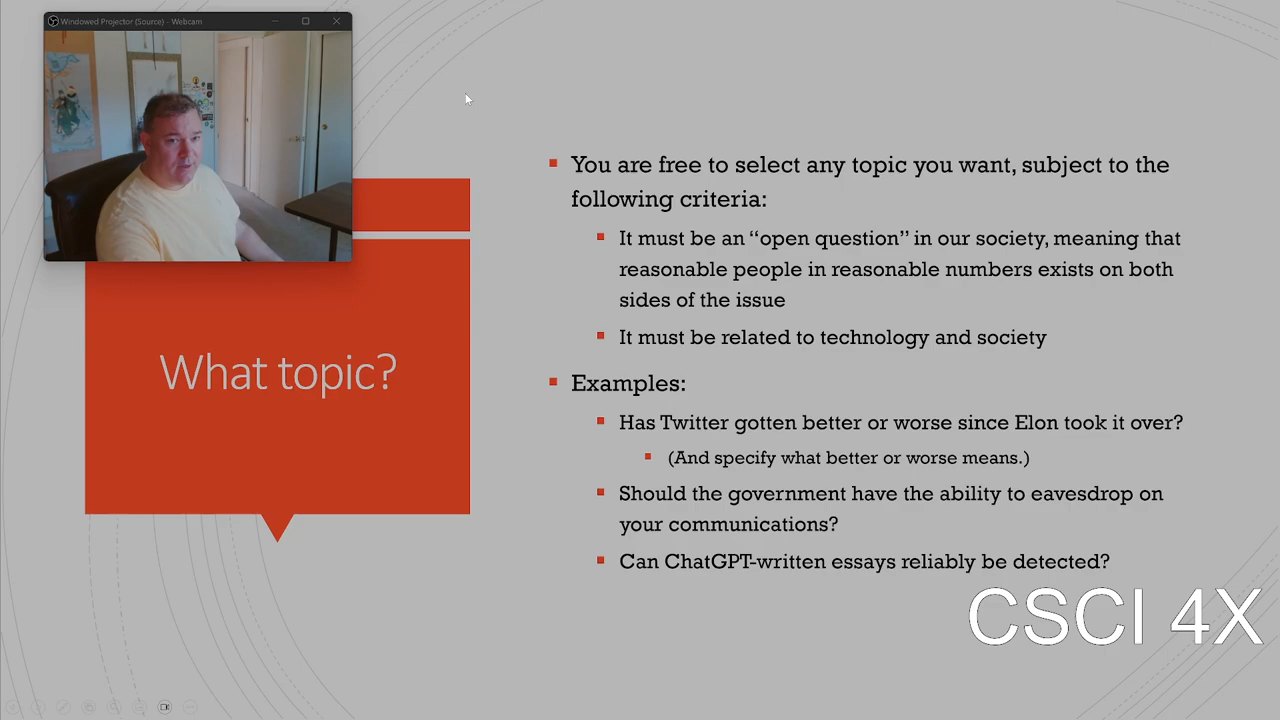 Windowed Projector (Source) - Webcam
You are free to select any topic you want, subject to the
following criteria:
It must be an “open question” in our society, meaning that
reasonable people in reasonable numbers exists on both
sides of the issue
It must be related to technology and society
What topic?
Examples:
Has Twitter gotten better or worse since Elon took it over?
(And specify what better or worse means.)
Should the government have the ability to eavesdrop on
your communications?
Can ChatGPT-written essays reliably be detected?
CSCI 4X